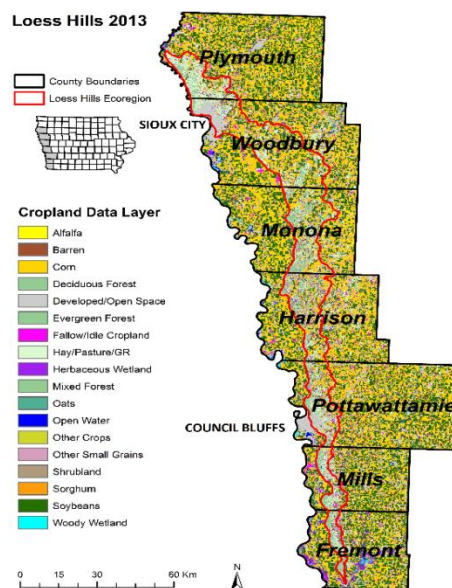 Loess Hills 2013
County Boundaries
Loess Hills Ecoregion
Plymouth
SIOUX CITY
Woodbury
Monona
Harrison
Pottawattamie
COUNCIL BLUFFS
Mills
Fremont
Cropland Data Layer
Alfalfa
Barren
Corn
Deciduous Forest
Developed/Open Space
Evergreen Forest
Fallow/Idle Cropland
Hay/Pasture/GR
Herbaceous Wetland
Mixed Forest
Oats
Open Water
Other Crops
Other Small Grains
Shrubland
Sorghum
Soybeans
Woody Wetland
0 15 30 60 Km
N